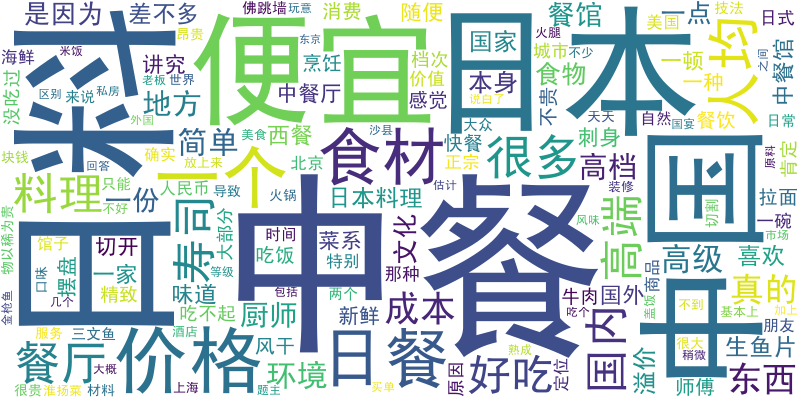 是因为
差不多
佛跳墙
玩意
消费
随便
餐馆
火腿
技法
一点
日式
昂贵
东京
美国
海鲜
米饭
便宜
日本
国家
城市
不少
之间
讲究
烹饪
档次
一顿
人均
中餐馆
没吃过
老板
世界
中餐厅
价值
本身
食物
一种
区别
来说
私房
地方
感觉
说白了
不贵
餐饮
外国
美食
西餐
沙县
快餐
大众
天天
自然
国宴
日常
块钱
回答
简单
食材
很多
刺身
原料
肯定
确实
放上来
北京
正宗
高档
菜
料理
一个
一份
只能
人民币
导致
火锅
日本料理
估计
装修
拉面
国
物以稀为贵
不好
大部分
时间
菜系
文化
风味
切割
市场
一碗
馆子
切开
寿司
吃饭
特别
那种
高端
高级
喜欢
摆盘
一家
等级
中餐
口味
精致
味道
吃不起
两个
成本
牛肉
国外
商品
盖饭
不到
真的
金枪鱼
几个
厨师
新鲜
国内
吃个
基本上
加上
服务
三文鱼
包括
风干
熟成
溢价
生鱼片
朋友
餐厅
价格
酒店
日餐
好吃
很大
稍微
东西
环境
原因
定位
很贵
淮扬菜
材料
大概
上海
题主
买单
师傅
日
中